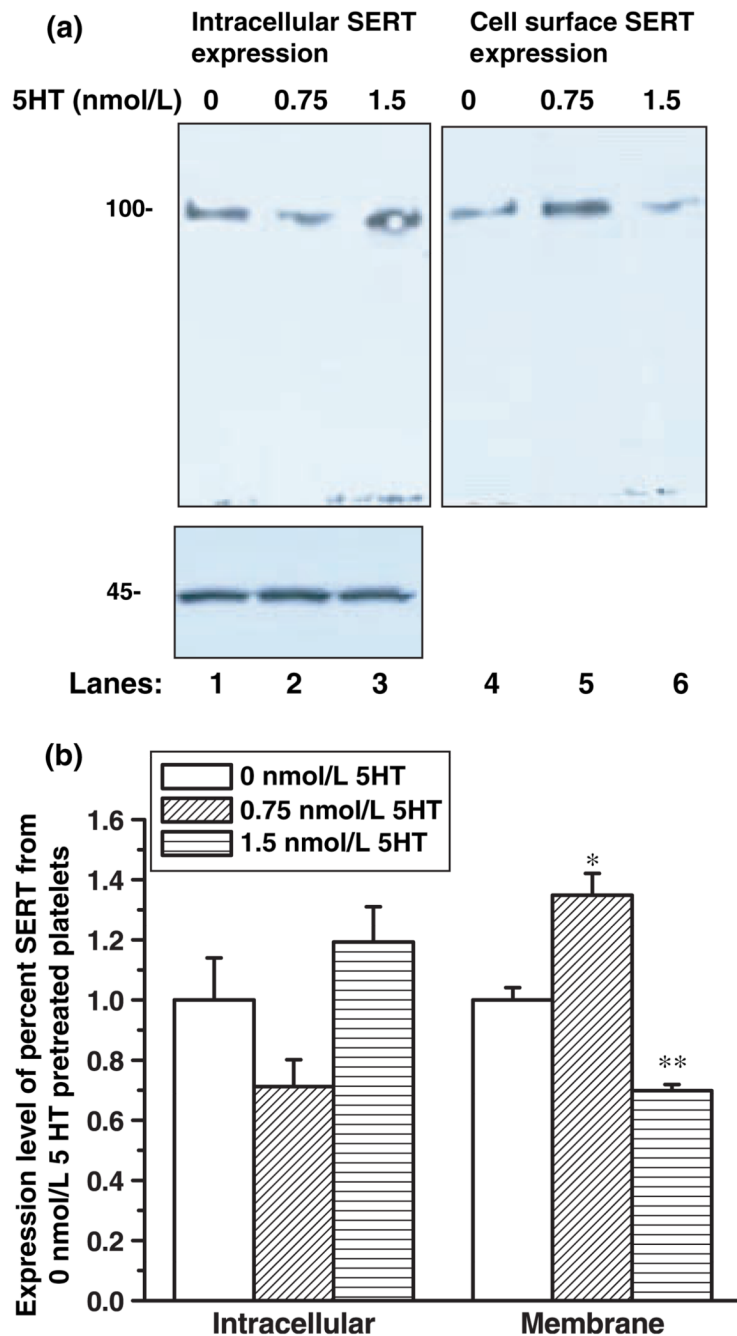 (a)
Intracellular SERT
expression
Cell surface SERT
expression
5HT (nmol/L) 0 0.75 1.5 0 0.75 1.5
100-
45-
Lanes: 1 2 3 4 5 6
(b)
0 nmol/L 5HT
0.75 nmol/L 5HT
1.5 nmol/L 5HT
Expression level of percent SERT from
0 nmol/L 5 HT pretreated platelets
1.6
1.4
1.2
1.0
0.8
0.6
0.4
0.2
0.0
*
**
Intracellular Membrane